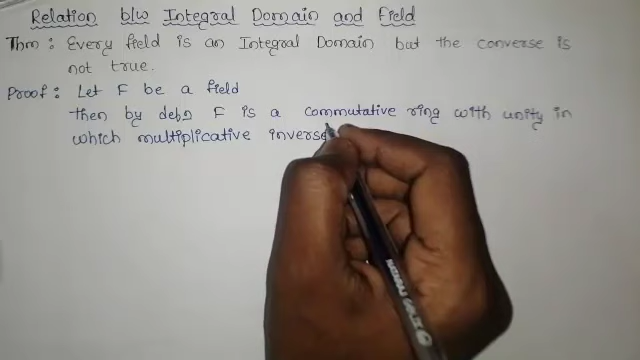 Relation b/w Integral Domain and Field
Thm : Every field is an Integral Domain but the converse is
not true.
Proof : Let F be a field
then by defn F is a commutative ring with unity in
which multiplicative inverse